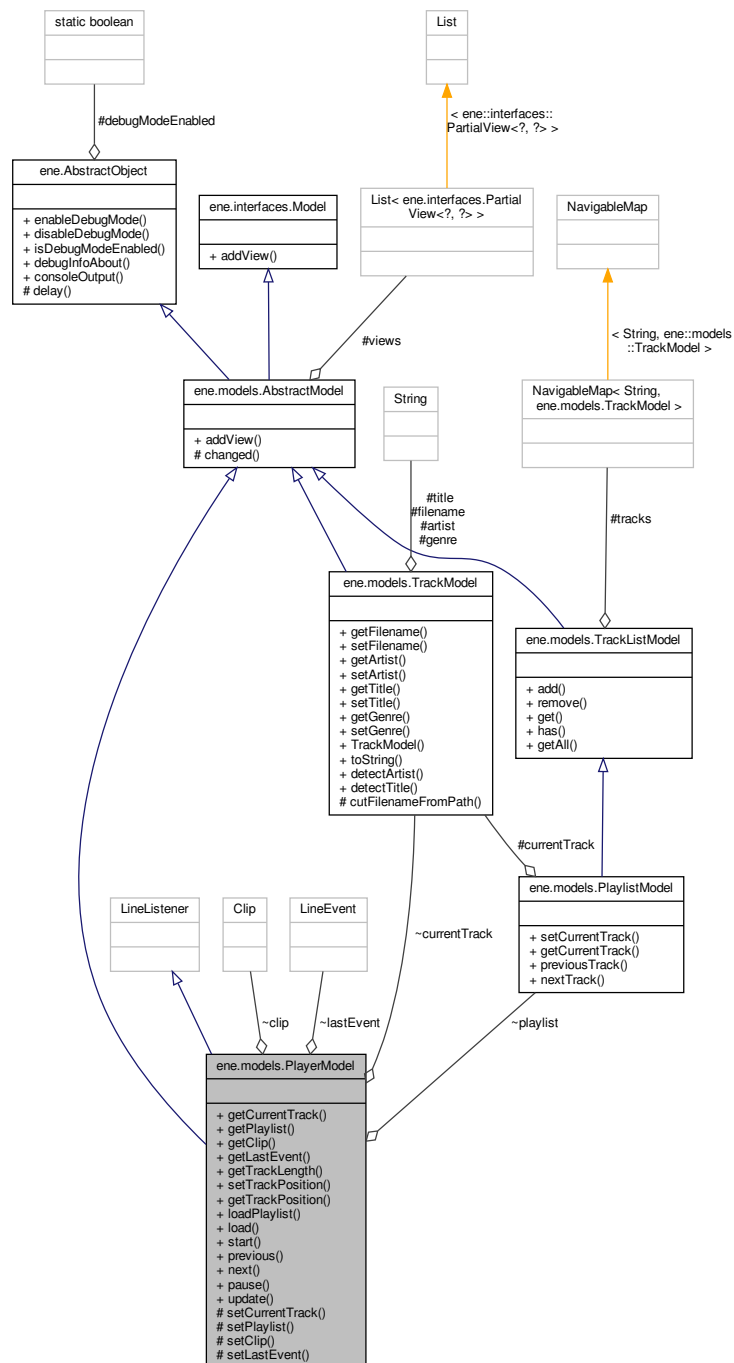 static boolean
List
#debugModeEnabled
< ene::interfaces::
PartialView<?, ?> >
ene.AbstractObject
+ enableDebugMode()
+ disableDebugMode()
+ isDebugModeEnabled()
+ debugInfoAbout()
+ consoleOutput()
# delay()
ene.interfaces.Model
+ addView()
List< ene.interfaces.Partial
View<?, ?> >
NavigableMap
#views
< String, ene::models
::TrackModel >
ene.models.AbstractModel
+ addView()
# changed()
String
NavigableMap< String,
ene.models.TrackModel >
#title
#filename
#artist
#genre
#tracks
ene.models.TrackModel
+ getFilename()
+ setFilename()
+ getArtist()
+ setArtist()
+ getTitle()
+ setTitle()
+ getGenre()
+ setGenre()
+ TrackModel()
+ toString()
+ detectArtist()
+ detectTitle()
# cutFilenameFromPath()
ene.models.TrackListModel
+ add()
+ remove()
+ get()
+ has()
+ getAll()
#currentTrack
ene.models.PlaylistModel
+ setCurrentTrack()
+ getCurrentTrack()
+ previousTrack()
+ nextTrack()
LineListener
Clip
LineEvent
~currentTrack
~clip
~lastEvent
~playlist
ene.models.PlayerModel
+ getCurrentTrack()
+ getPlaylist()
+ getClip()
+ getLastEvent()
+ getTrackLength()
+ setTrackPosition()
+ getTrackPosition()
+ loadPlaylist()
+ load()
+ start()
+ previous()
+ next()
+ pause()
+ update()
# setCurrentTrack()
# setPlaylist()
# setClip()
# setLastEvent()